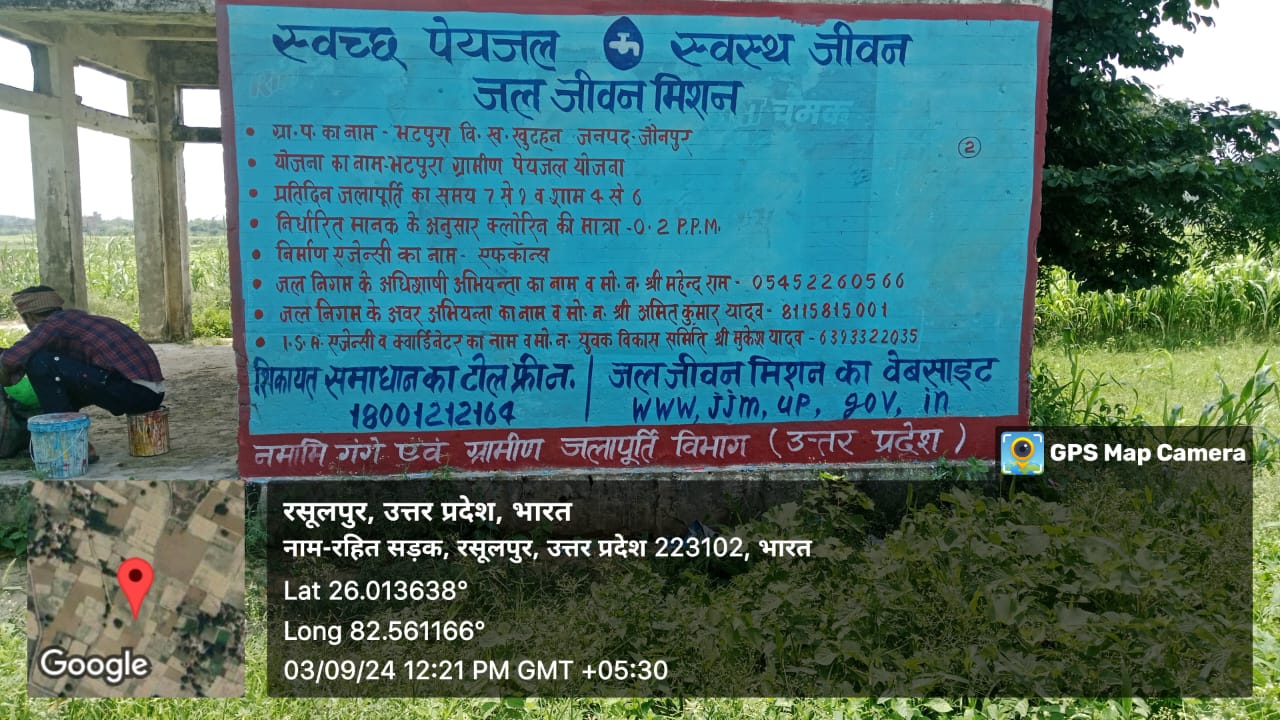 स्वच्छ पेयजल स्वस्थ जीवन
जल जीवन मिशन
चमक
• ग्रा. प. का नाम - भटपुरा वि. ख. खुटहन जनपद- जौनपुर
②
• योजना का नाम-भटपुरा ग्रामीण पेयजल योजना
• प्रतिदिन जलापूर्ति का समय 7 से 9 व शाम 4 से 6
• निर्धारित मानक के अनुसार क्लोरिन की मात्रा -0.2 P.P.M.
• निर्माण एजेन्सी का नाम- एफकॉन्स
• जल निगम के अधिशाषी अभियन्ता का नाम व मो. न. श्री महेन्द्र राम - 05452260566
• जल निगम के अवर अभियन्ता का नाम व मो. न. श्री अमित कुमार यादव- 8115815001
• I.S.A एजेन्सी व क्वार्डिनेटर का नाम व मो. न. युवक विकास समिति श्री मुकेश यादव - 6393322035
शिकायत समाधान का टोल फ्री न.
18001212164
जल जीवन मिशन का वेबसाइट
www, jjm, up, gov, in
नमामि गंगे एवं ग्रामीण जलापूर्ति विभाग (उत्तर प्रदेश)
GPS Map Camera
रसूलपुर, उत्तर प्रदेश, भारत
नाम-रहित सड़क, रसूलपुर, उत्तर प्रदेश 223102, भारत
Lat 26.013638°
Long 82.561166°
03/09/24 12:21 PM GMT +05:30
Google